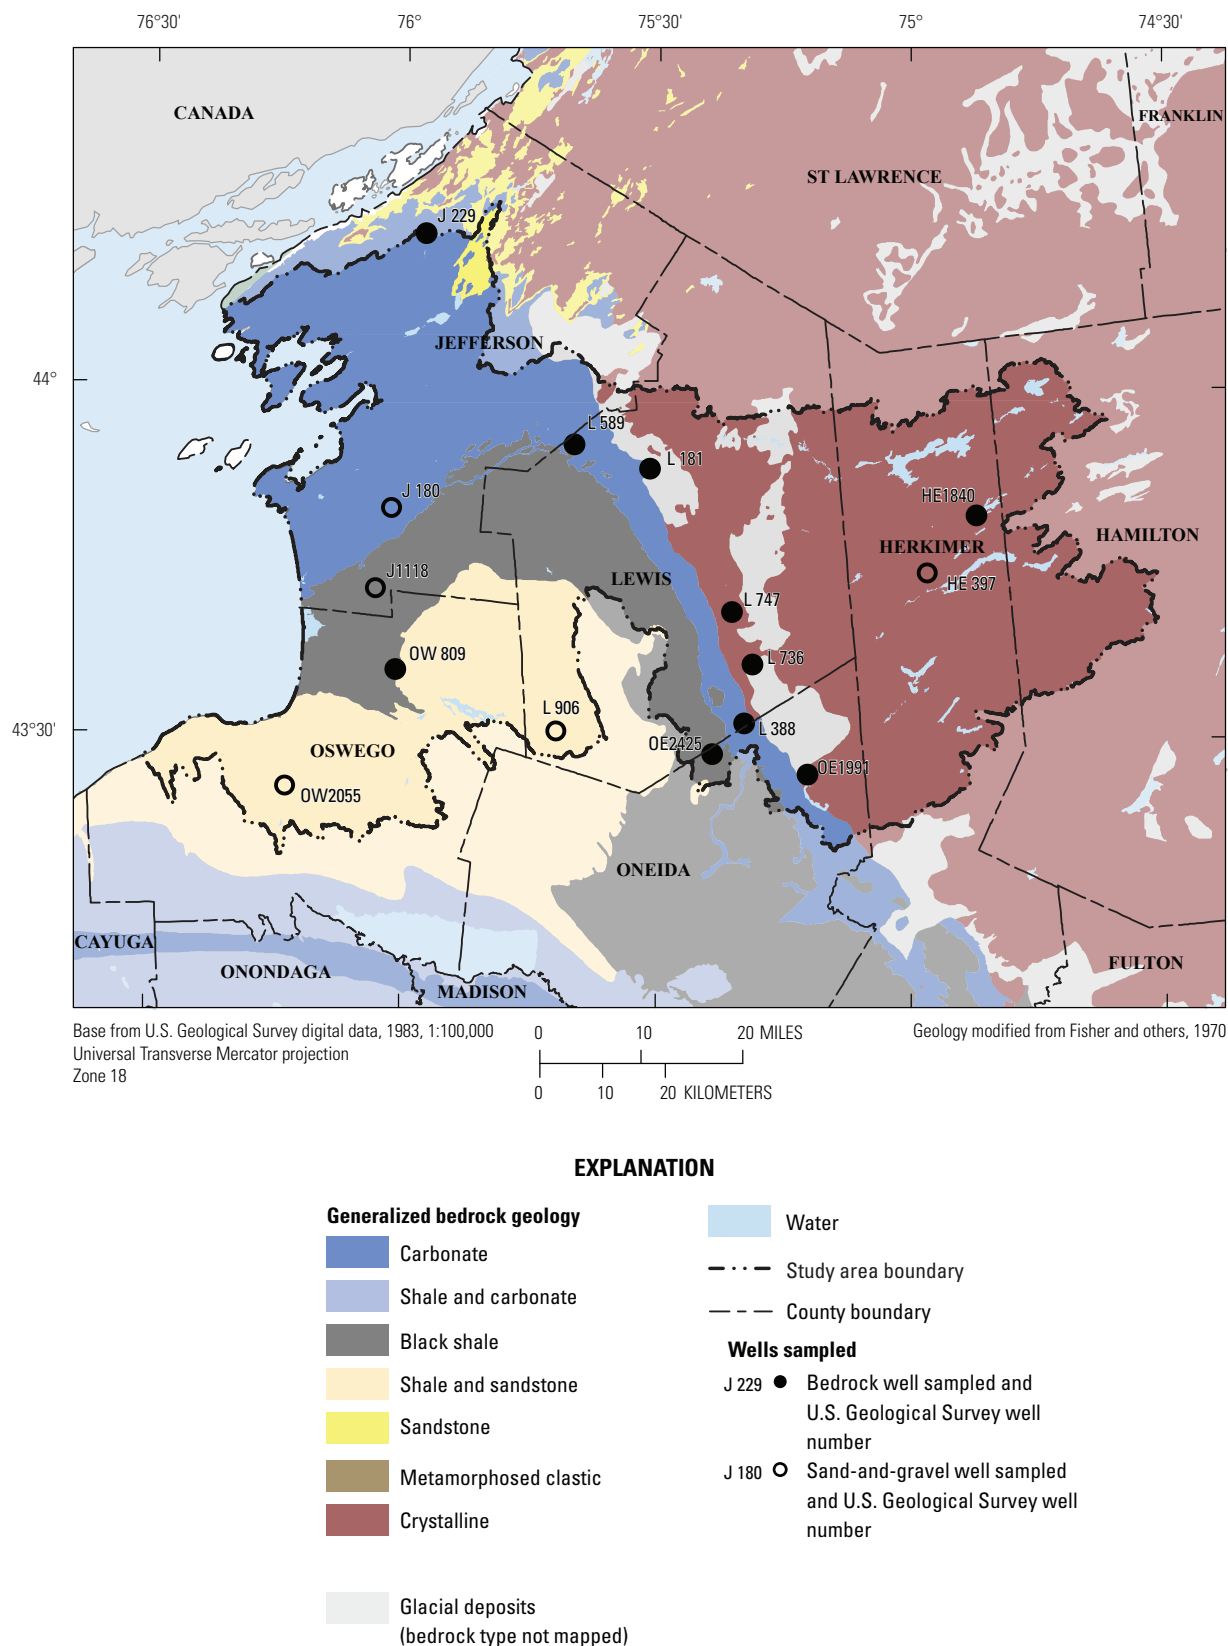 76°30'
76°
75°30'
75°
74°30'
CANADA
FRANKLIN
ST LAWRENCE
J 229
JEFFERSON
44°
L 589
L 181
J 180
HE1840
HERKIMER
HAMILTON
J1118
LEWIS
HE 397
L 747
OW 809
L 736
L 906
L 388
43°30'
OSWEGO
OE2425
OE1991
OW2055
ONEIDA
CAYUGA
ONONDAGA
MADISON
FULTON
Base from U.S. Geological Survey digital data, 1983, 1:100,000
Universal Transverse Mercator projection
Zone 18
0 10 20 MILES
0 10 20 KILOMETERS
Geology modified from Fisher and others, 1970
EXPLANATION
Generalized bedrock geology
Carbonate
Shale and carbonate
Black shale
Shale and sandstone
Sandstone
Metamorphosed clastic
Crystalline
Glacial deposits
(bedrock type not mapped)
Water
Study area boundary
County boundary
Wells sampled
J 229 Bedrock well sampled and
U.S. Geological Survey well
number
J 180 Sand-and-gravel well sampled
and U.S. Geological Survey well
number